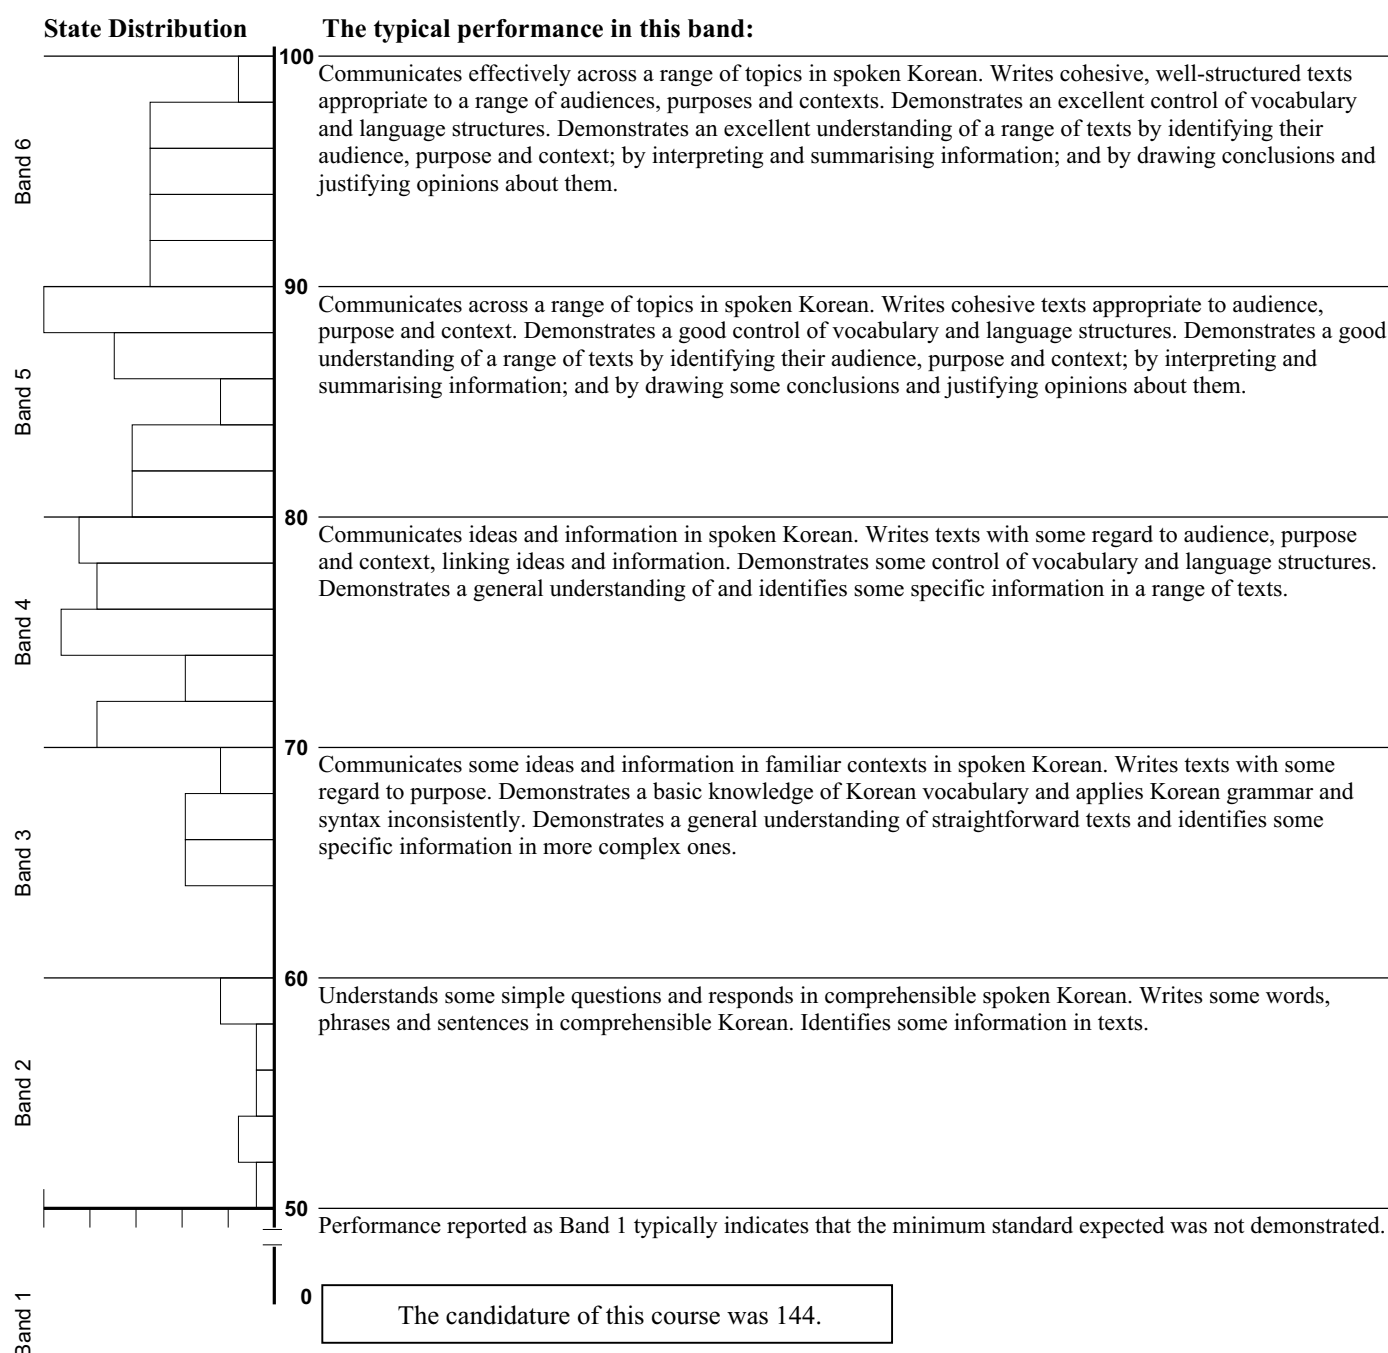 State Distribution
The typical performance in this band:
100
Communicates effectively across a range of topics in spoken Korean. Writes cohesive, well-structured texts
appropriate to a range of audiences, purposes and contexts. Demonstrates an excellent control of vocabulary
and language structures. Demonstrates an excellent understanding of a range of texts by identifying their
audience, purpose and context; by interpreting and summarising information; and by drawing conclusions and
justifying opinions about them.
Band 6
90
Communicates across a range of topics in spoken Korean. Writes cohesive texts appropriate to audience,
purpose and context. Demonstrates a good control of vocabulary and language structures. Demonstrates a good
understanding of a range of texts by identifying their audience, purpose and context; by interpreting and
summarising information; and by drawing some conclusions and justifying opinions about them.
Band 5
80
Communicates ideas and information in spoken Korean. Writes texts with some regard to audience, purpose
and context, linking ideas and information. Demonstrates some control of vocabulary and language structures.
Demonstrates a general understanding of and identifies some specific information in a range of texts.
Band 4
70
Communicates some ideas and information in familiar contexts in spoken Korean. Writes texts with some
regard to purpose. Demonstrates a basic knowledge of Korean vocabulary and applies Korean grammar and
syntax inconsistently. Demonstrates a general understanding of straightforward texts and identifies some
specific information in more complex ones.
Band 3
60
Understands some simple questions and responds in comprehensible spoken Korean. Writes some words,
phrases and sentences in comprehensible Korean. Identifies some information in texts.
Band 2
50
Performance reported as Band 1 typically indicates that the minimum standard expected was not demonstrated.
0
Band 1
The candidature of this course was 144.